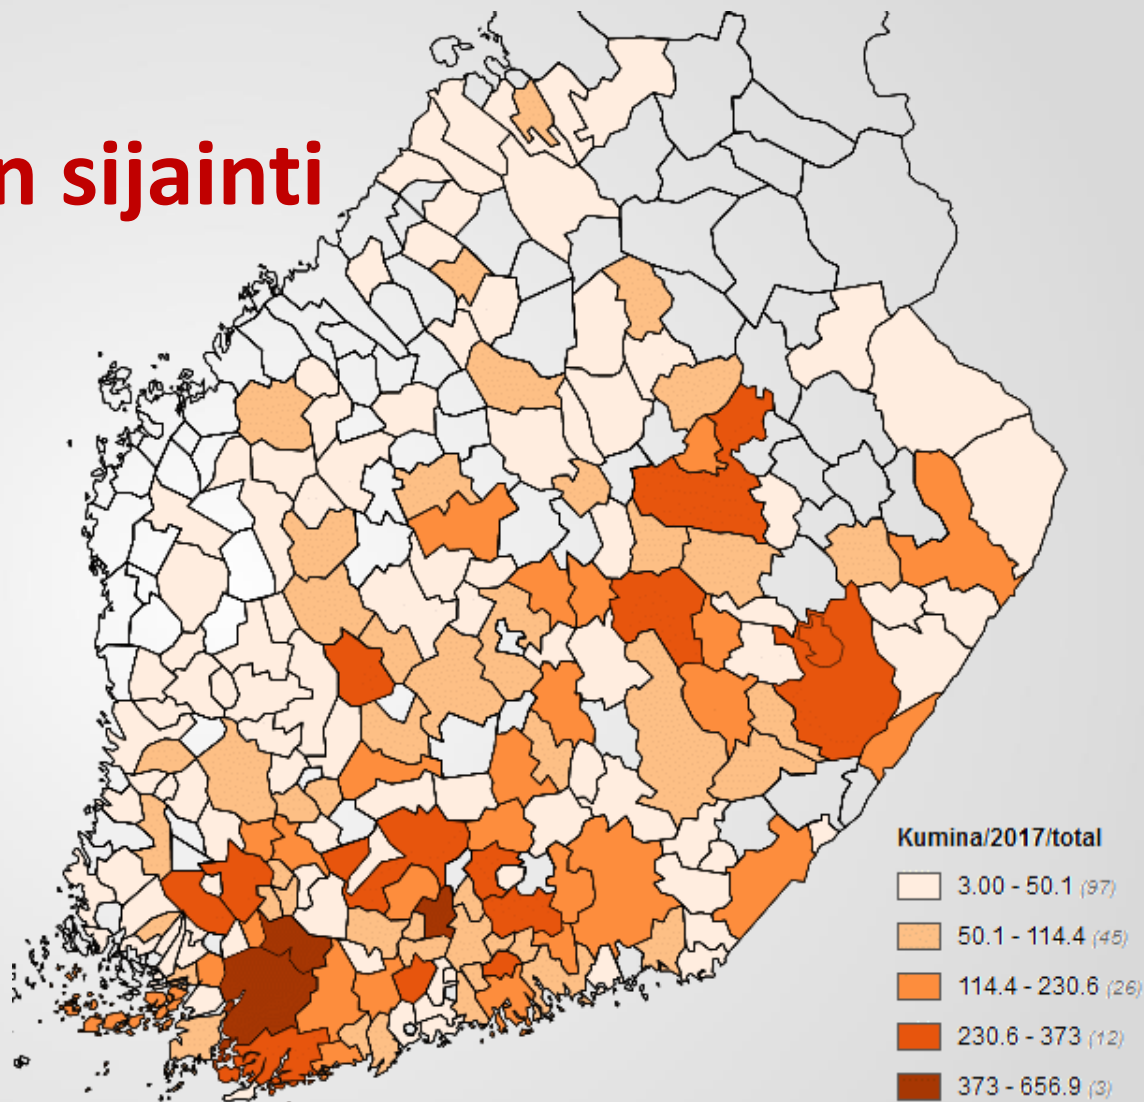 n sijainti
Kumina/2017/total
3.00 - 50.1 (97)
50.1 - 114.4 (45)
114.4 - 230.6 (26)
230.6 - 373 (12)
373 - 656.9 (3)